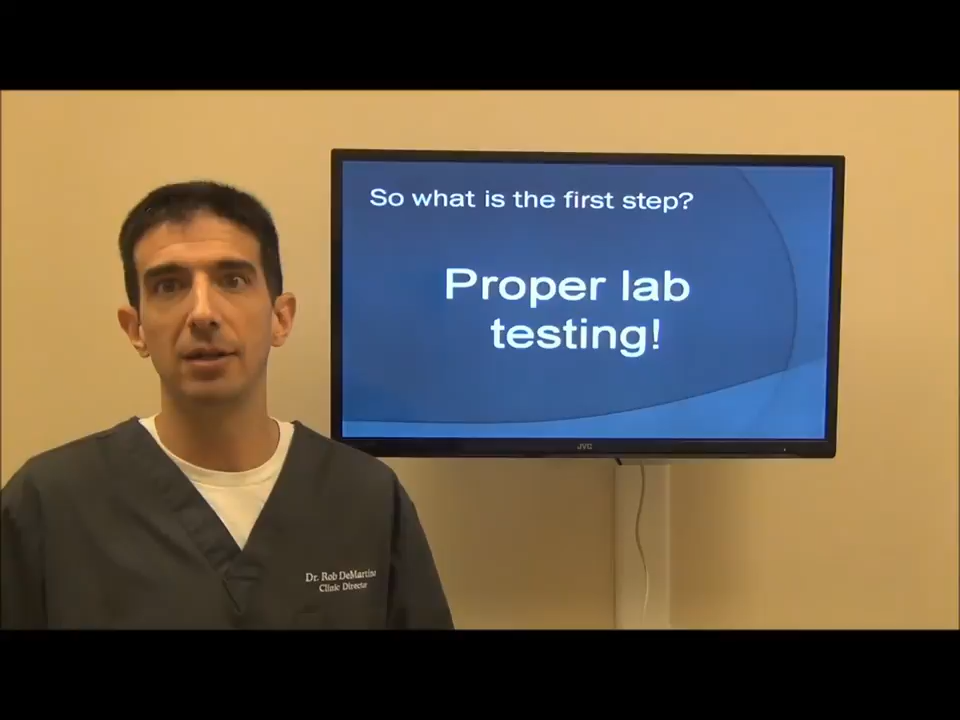 So what is the first step?
Proper lab
testing!
JVC
Dr. Rob DeMartino
Clinic Director